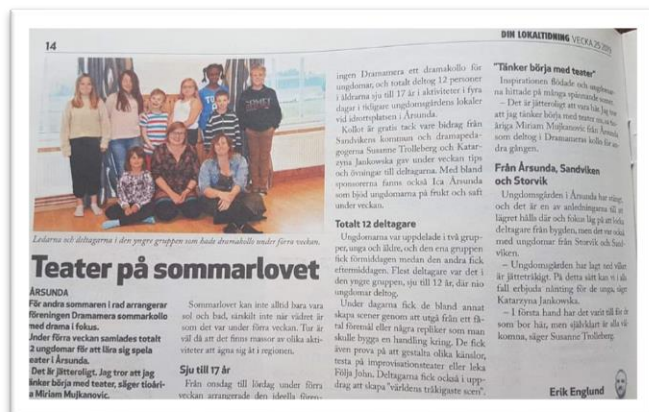 14
DIN LOKALTIDNING VECKA 25 2019
Ledarna och deltagarna i den yngre gruppen som hade dramakollo under förra veckan.
Teater på sommarlovet
ÅRSUNDA
För andra sommaren i rad arrangerar
föreningen Dramamera sommarkollo
med drama i fokus.
Under förra veckan samlades totalt
2 ungdomar för att lära sig spela
eater i Årsunda.
Det är jätteroligt. Jag tror att jag
änker börja med teater, säger tioåri-
a Miriam Mujkanovic.
Sommarlovet kan inte alltid bara vara
sol och bad, särskilt inte när vädret är
som det var under förra veckan. Tur är
väl då att det finns massor av olika akti-
viteter att ägna sig åt i regionen.
Sju till 17 år
Från onsdag till lördag under förra
veckan arrangerade den ideella fören-
ingen Dramamera ett dramakollo för
ungdomar, och totalt deltog 12 personer
i åldrarna sju till 17 år i aktiviteter i fyra
dagar i tidigare ungdomsgårdens lokaler
vid idrottsplatsen i Årsunda.
Kollot är gratis tack vare bidrag från
Sandvikens kommun och dramapeda-
gogerna Susanne Trolleberg och Katar-
zyna Jankowska gav under veckan tips
och övningar till deltagarna. Med bland
sponsorerna fanns också Ica Årsunda
som bjöd ungdomarna på frukt och saft
under veckan.
Totalt 12 deltagare
Ungdomarna var uppdelade i två grup-
per, unga och äldre, och den ena gruppen
fick förmiddagen medan den andra fick
eftermiddagen. Flest deltagare var det i
den yngre gruppen, sju till 12 år, där nio
ungdomar deltog.
Under dagarna fick de bland annat
skapa scener genom att utgå från ett få-
tal föremål eller några repliker som man
skulle bygga en handling kring. De fick
även prova på att gestalta olika känslor,
testa på improvisationsteater eller leka
Följa John. Deltagarna fick också i upp-
drag att skapa "världens tråkigaste scen".
"Tänker börja med teater"
Inspirationen flödade och ungdomar-
na hittade på många spännande
– Det är jätteroligt att vara här. Jag tror
att jag tänker börja med teater
åriga Miriam Mujkanovic från Årsunda
som deltog i Dramameras kollo för an-
dra gången.
Från Årsunda, Sandviken
och Storvik
Ungdomsgården i Årsunda har stängt,
och det är en av anledningarna till att
lägret hålls där och fokus låg på att locka
deltagare från bygden, men det var också
med ungdomar från Storvik och Sand-
viken.
– Ungdomsgården har lagt ned vilket
är jättetråkigt. På detta sätt kan vi i alla
fall erbjuda nånting för de unga, säger
Katarzyna Jankowska.
– I första hand har det varit till för de
som bor här, men självklart är alla väl-
komna, säger Susanne Trolleberg.
Erik Englund